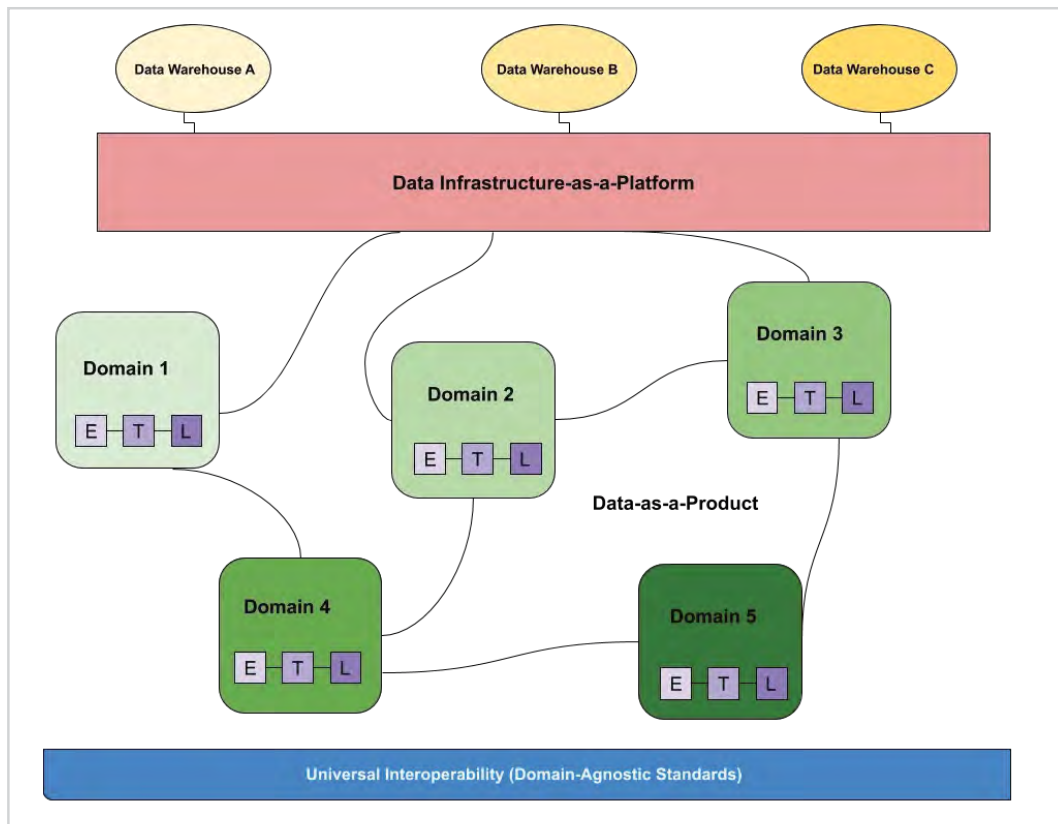 Data Warehouse A
Data Warehouse B
Data Warehouse C
Data Infrastructure-as-a-Platform
Domain 1
E T L
Domain 2
E T L
Domain 3
E T L
Data-as-a-Product
Domain 4
E T L
Domain 5
E T L
Universal Interoperability (Domain-Agnostic Standards)